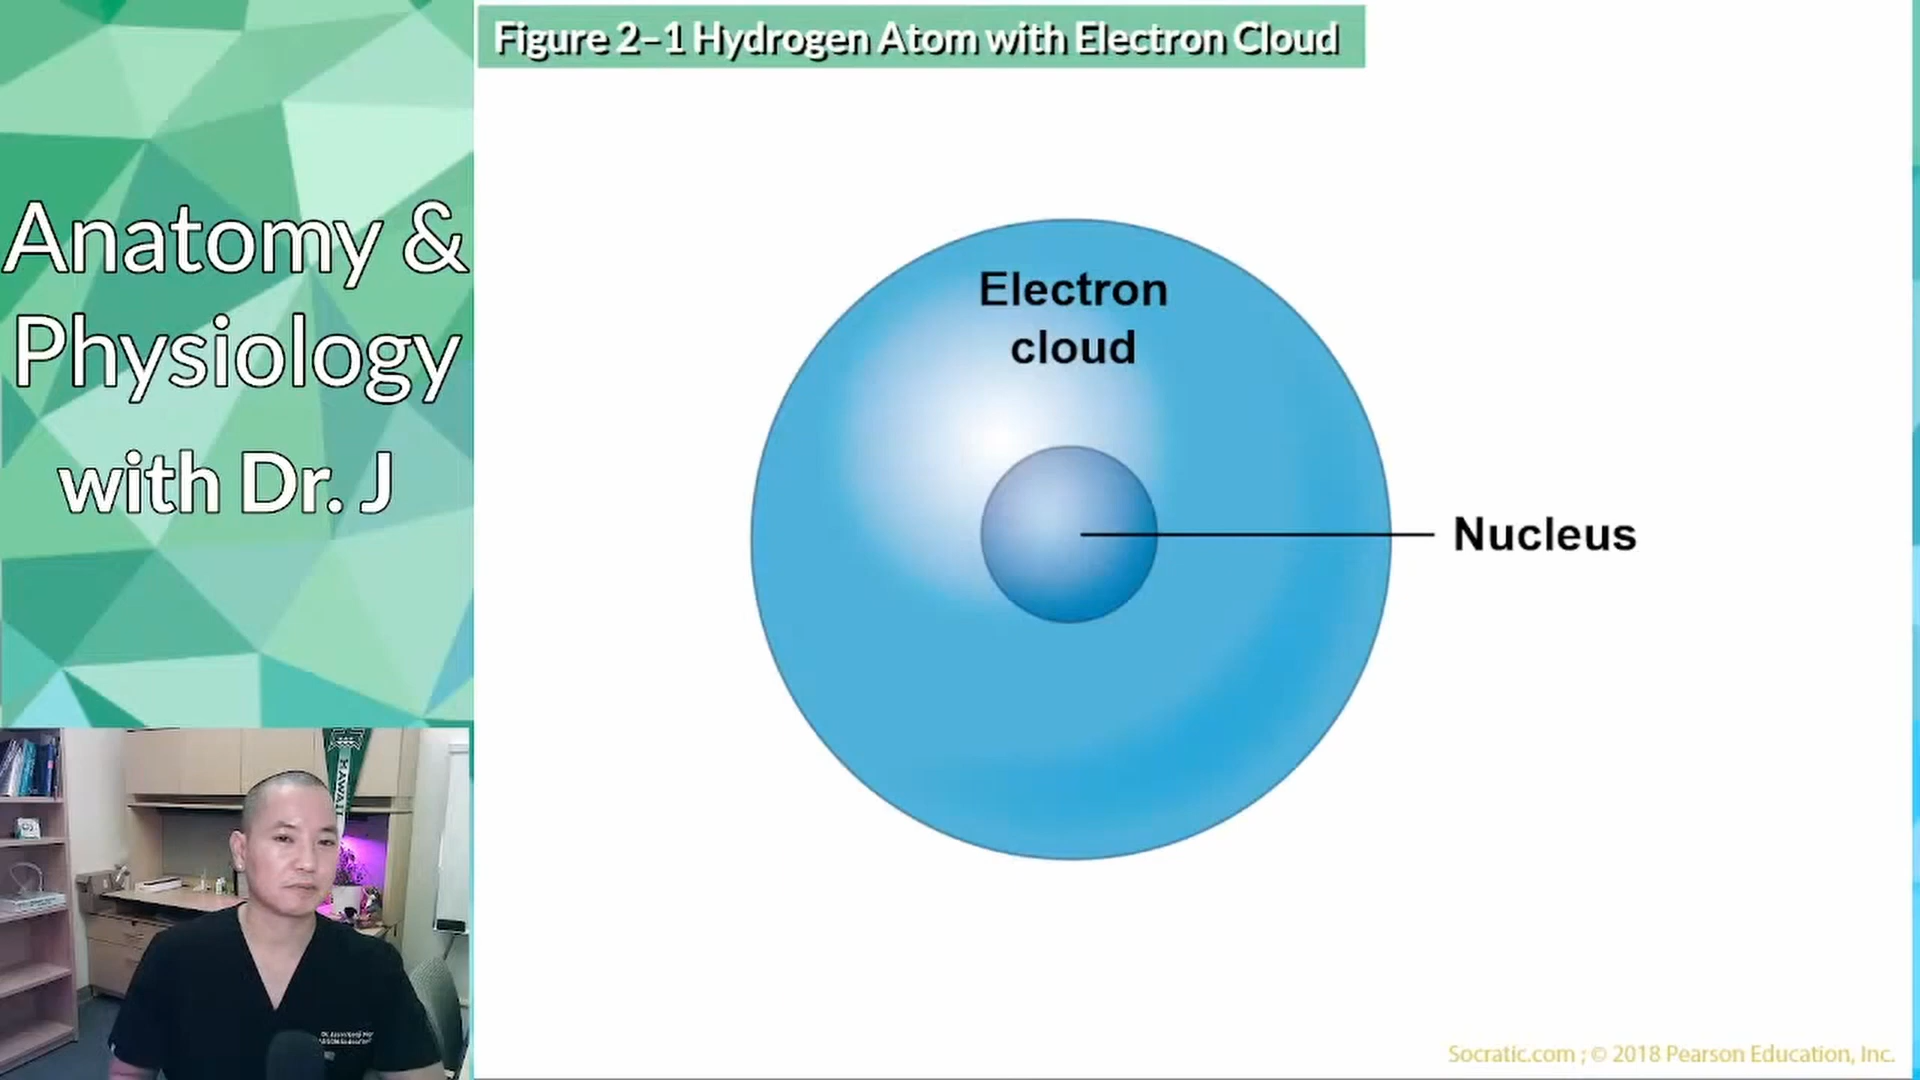 Figure 2–1 Hydrogen Atom with Electron Cloud
Anatomy &
Physiology
with Dr. J
Electron
cloud
Nucleus
HAWAI
Socratic.com ; © 2018 Pearson Education, Inc.